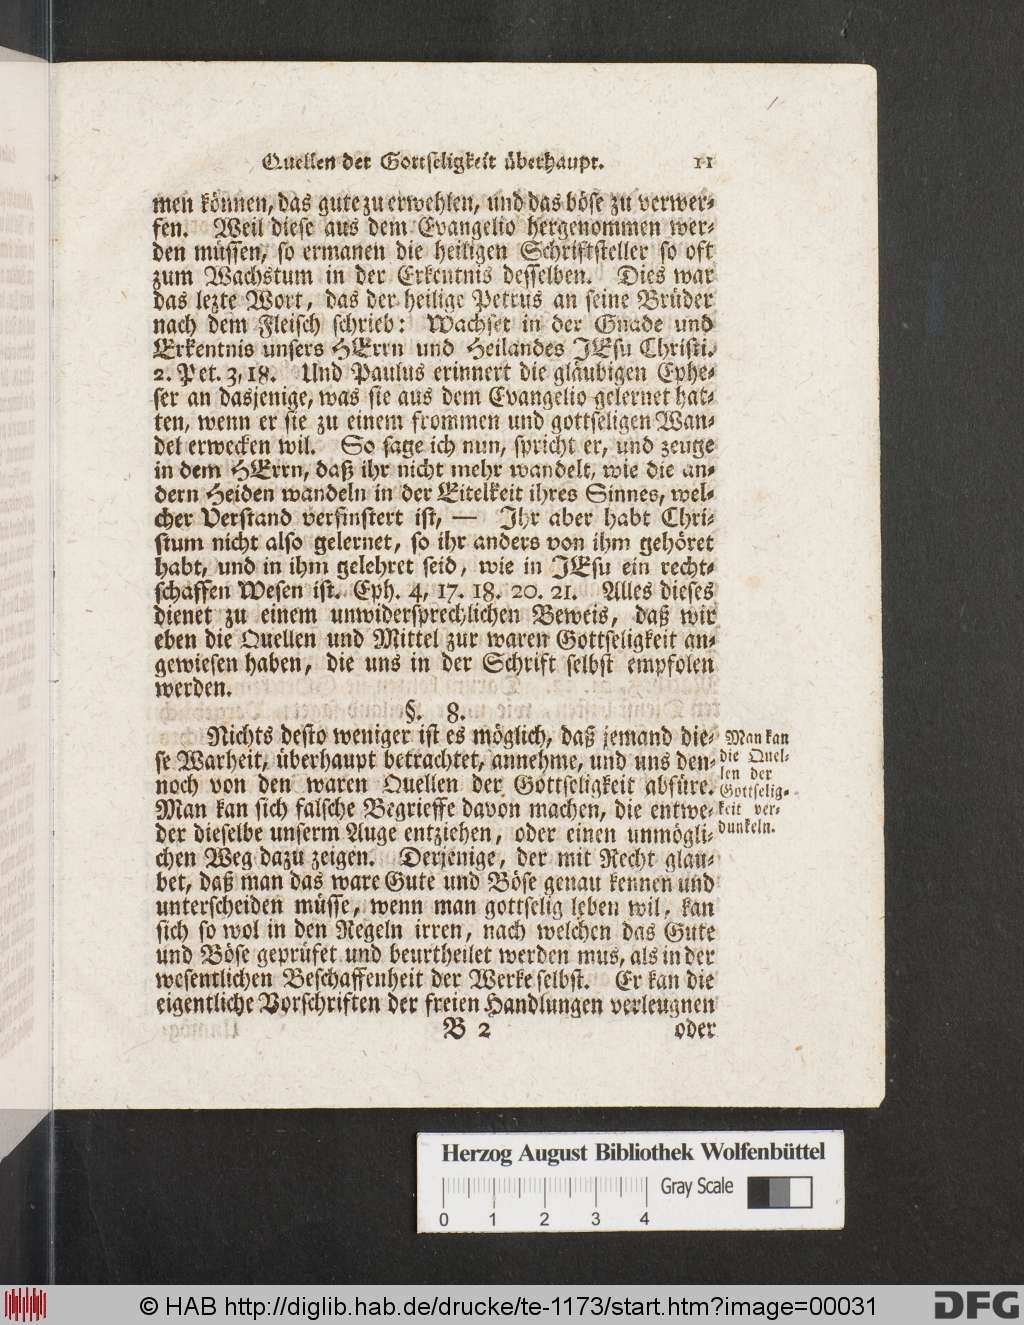 Quellen der Gottseligkeit überhaupt. 11
men können, das gute zu erwehlen, und das böse zu verwer-
fen. Weil diese aus dem Evangelio hergenommen wer-
den müssen, so ermanen die heiligen Schriftsteller so oft
zum Wachstum in der Erkentnis desselben. Dies war
das lezte Wort, das der heilige Petrus an seine Brüder
nach dem Fleisch schrieb: Wachset in der Gnade und
Erkentnis unsers HErrn und Heilandes JEsu Christi.
2. Pet. 3, 18. Und Paulus erinnert die gläubigen Ephe-
ser an dasjenige, was sie aus dem Evangelio gelernet hat-
ten, wenn er sie zu einem frommen und gottseligen Wan-
del erwecken wil. So sage ich nun, spricht er, und zeuge
in dem HErrn, daß ihr nicht mehr wandelt, wie die an-
dern Heiden wandeln in der Eitelkeit ihres Sinnes, wel-
cher Verstand verfinstert ist, — Ihr aber habt Chri-
stum nicht also gelernet, so ihr anders von ihm gehöret
habt, und in ihm gelehret seid, wie in JEsu ein recht-
schaffen Wesen ist. Eph. 4, 17. 18. 20. 21. Alles dieses
dienet zu einem unwidersprechlichen Beweis, daß wir
eben die Quellen und Mittel zur waren Gottseligkeit an-
gewiesen haben, die uns in der Schrift selbst empfolen
werden.
§. 8.
Nichts desto weniger ist es möglich, daß jemand die-
se Warheit, überhaupt betrachtet, annehme, und uns den-
noch von den waren Quellen der Gottseligkeit abfüre.
Man kan sich falsche Begrieffe davon machen, die entwe-
der dieselbe unserm Auge entziehen, oder einen unmögli-
chen Weg dazu zeigen. Derjenige, der mit Recht glau-
bet, daß man das ware Gute und Böse genau kennen und
unterscheiden müsse, wenn man gottselig leben wil, kan
sich so wol in den Regeln irren, nach welchen das Gute
und Böse geprüfet und beurtheilet werden mus, als in der
wesentlichen Beschaffenheit der Werke selbst. Er kan die
eigentliche Vorschriften der freien Handlungen verleugnen
B 2 oder
Man kan
die Quel-
len der
Gottselig-
keit ver-
dunkeln.
Herzog August Bibliothek Wolfenbüttel
0 1 2 3 4 Gray Scale
© HAB http://diglib.hab.de/drucke/te-1173/start.htm?image=00031
DFG